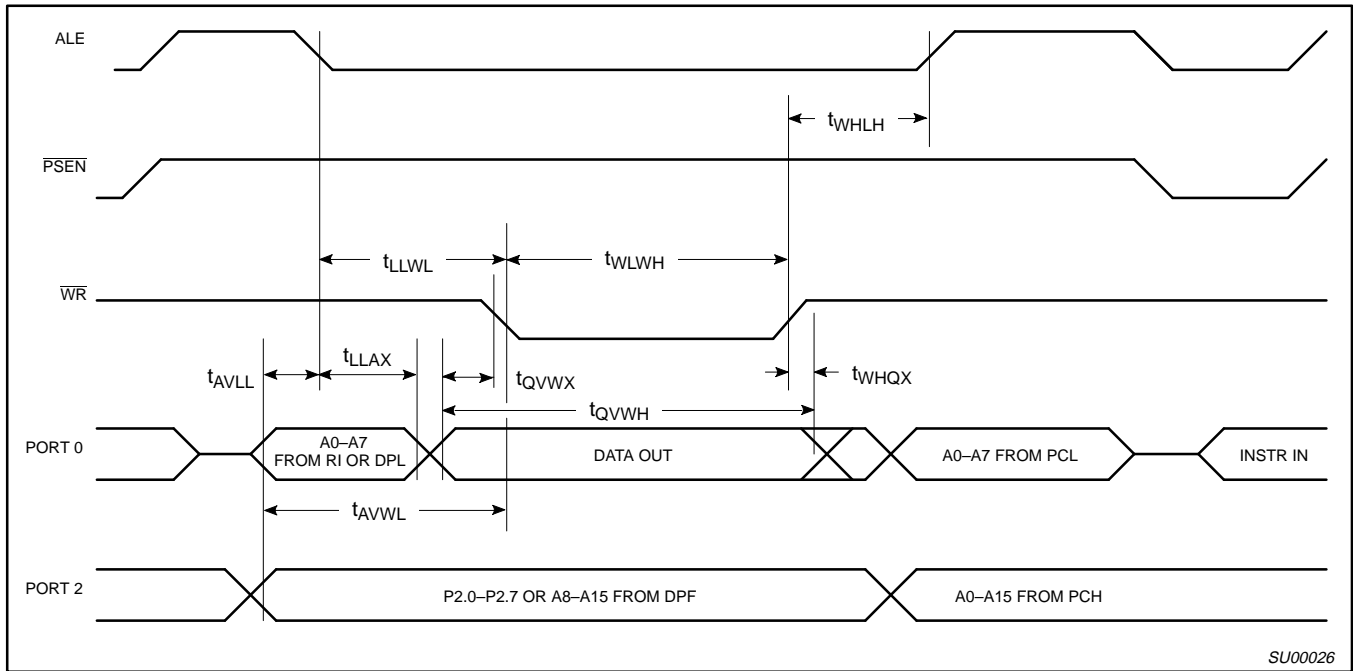 ALE
tWHLH
PSEN
tLLWL
tWLWH
WR
tLLAX
tAVLL
tQVWX
tWHQX
tQVWH
PORT 0
A0–A7
FROM RI OR DPL
DATA OUT
A0–A7 FROM PCL
INSTR IN
tAVWL
PORT 2
P2.0–P2.7 OR A8–A15 FROM DPF
A0–A15 FROM PCH
SU00026